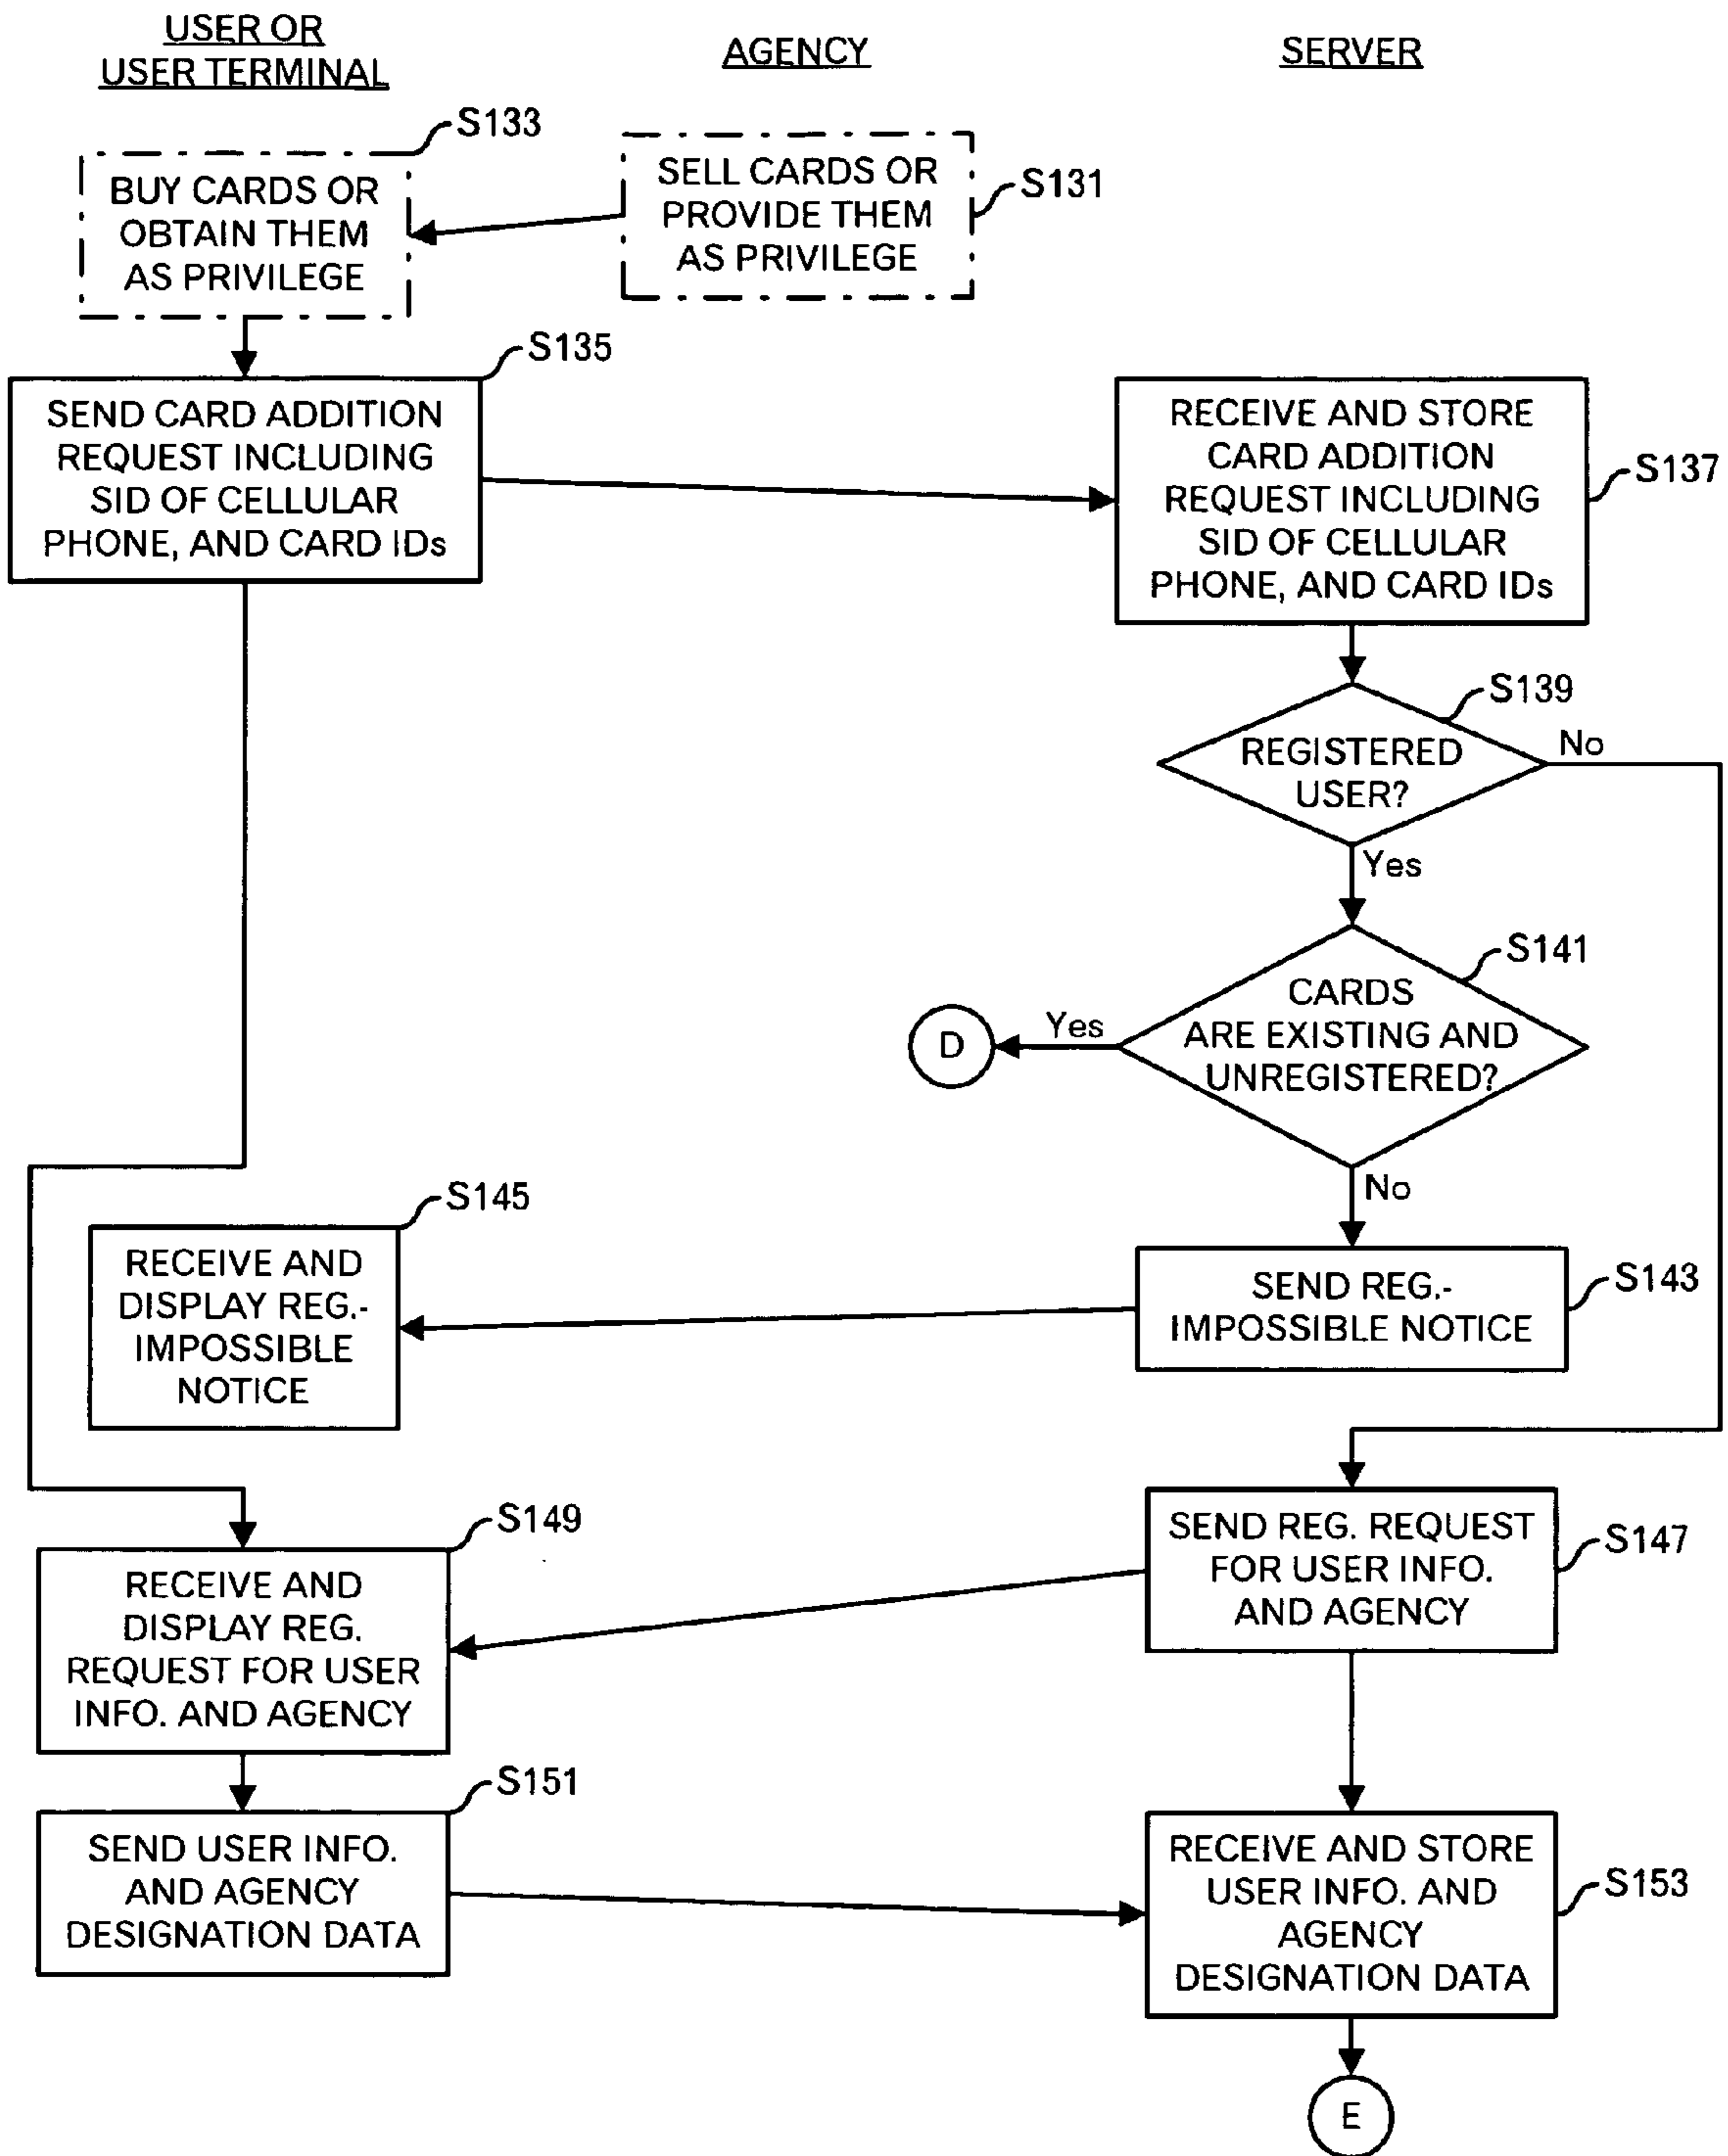 USER OR
USER TERMINAL
AGENCY
SERVER
S133
BUY CARDS OR
OBTAIN THEM
AS PRIVILEGE
SELL CARDS OR
PROVIDE THEM
AS PRIVILEGE
S131
S135
SEND CARD ADDITION
REQUEST INCLUDING
SID OF CELLULAR
PHONE, AND CARD IDs
RECEIVE AND STORE
CARD ADDITION
REQUEST INCLUDING
SID OF CELLULAR
PHONE, AND CARD IDs
S137
S139
REGISTERED
USER?
No
Yes
S141
CARDS
ARE EXISTING AND
UNREGISTERED?
Yes
D
No
S145
RECEIVE AND
DISPLAY REG.-
IMPOSSIBLE
NOTICE
SEND REG.-
IMPOSSIBLE NOTICE
S143
S149
RECEIVE AND
DISPLAY REG.
REQUEST FOR USER
INFO. AND AGENCY
SEND REG. REQUEST
FOR USER INFO.
AND AGENCY
S147
S151
SEND USER INFO.
AND AGENCY
DESIGNATION DATA
RECEIVE AND STORE
USER INFO. AND
AGENCY
DESIGNATION DATA
S153
E